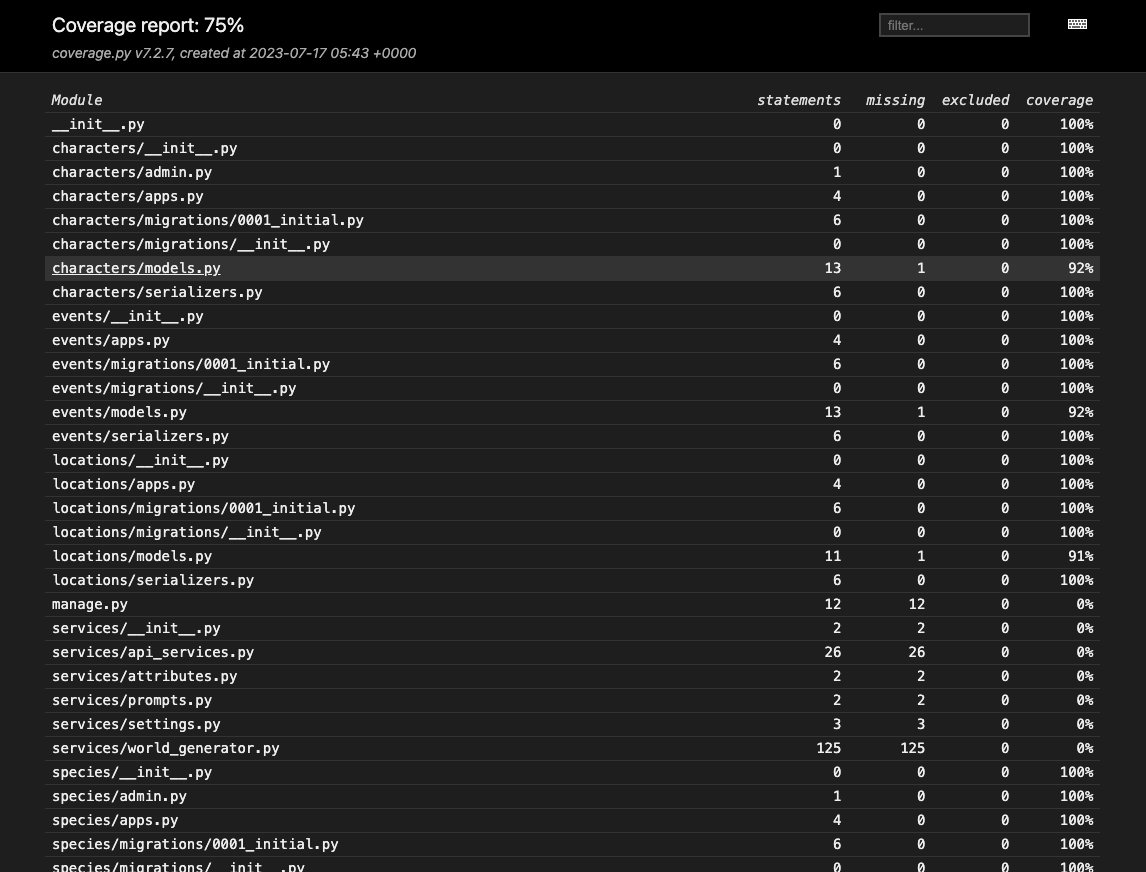 Coverage report: 75%
filter...
coverage.py v7.2.7, created at 2023-07-17 05:43 +0000
Module statements missing excluded coverage
__init__.py 0 0 0 100%
characters/__init__.py 0 0 0 100%
characters/admin.py 1 0 0 100%
characters/apps.py 4 0 0 100%
characters/migrations/0001_initial.py 6 0 0 100%
characters/migrations/__init__.py 0 0 0 100%
characters/models.py 13 1 0 92%
characters/serializers.py 6 0 0 100%
events/__init__.py 0 0 0 100%
events/apps.py 4 0 0 100%
events/migrations/0001_initial.py 6 0 0 100%
events/migrations/__init__.py 0 0 0 100%
events/models.py 13 1 0 92%
events/serializers.py 6 0 0 100%
locations/__init__.py 0 0 0 100%
locations/apps.py 4 0 0 100%
locations/migrations/0001_initial.py 6 0 0 100%
locations/migrations/__init__.py 0 0 0 100%
locations/models.py 11 1 0 91%
locations/serializers.py 6 0 0 100%
manage.py 12 12 0 0%
services/__init__.py 2 2 0 0%
services/api_services.py 26 26 0 0%
services/attributes.py 2 2 0 0%
services/prompts.py 2 2 0 0%
services/settings.py 3 3 0 0%
services/world_generator.py 125 125 0 0%
species/__init__.py 0 0 0 100%
species/admin.py 1 0 0 100%
species/apps.py 4 0 0 100%
species/migrations/0001_initial.py 6 0 0 100%
species/migrations/__init__.py 0 0 0 100%